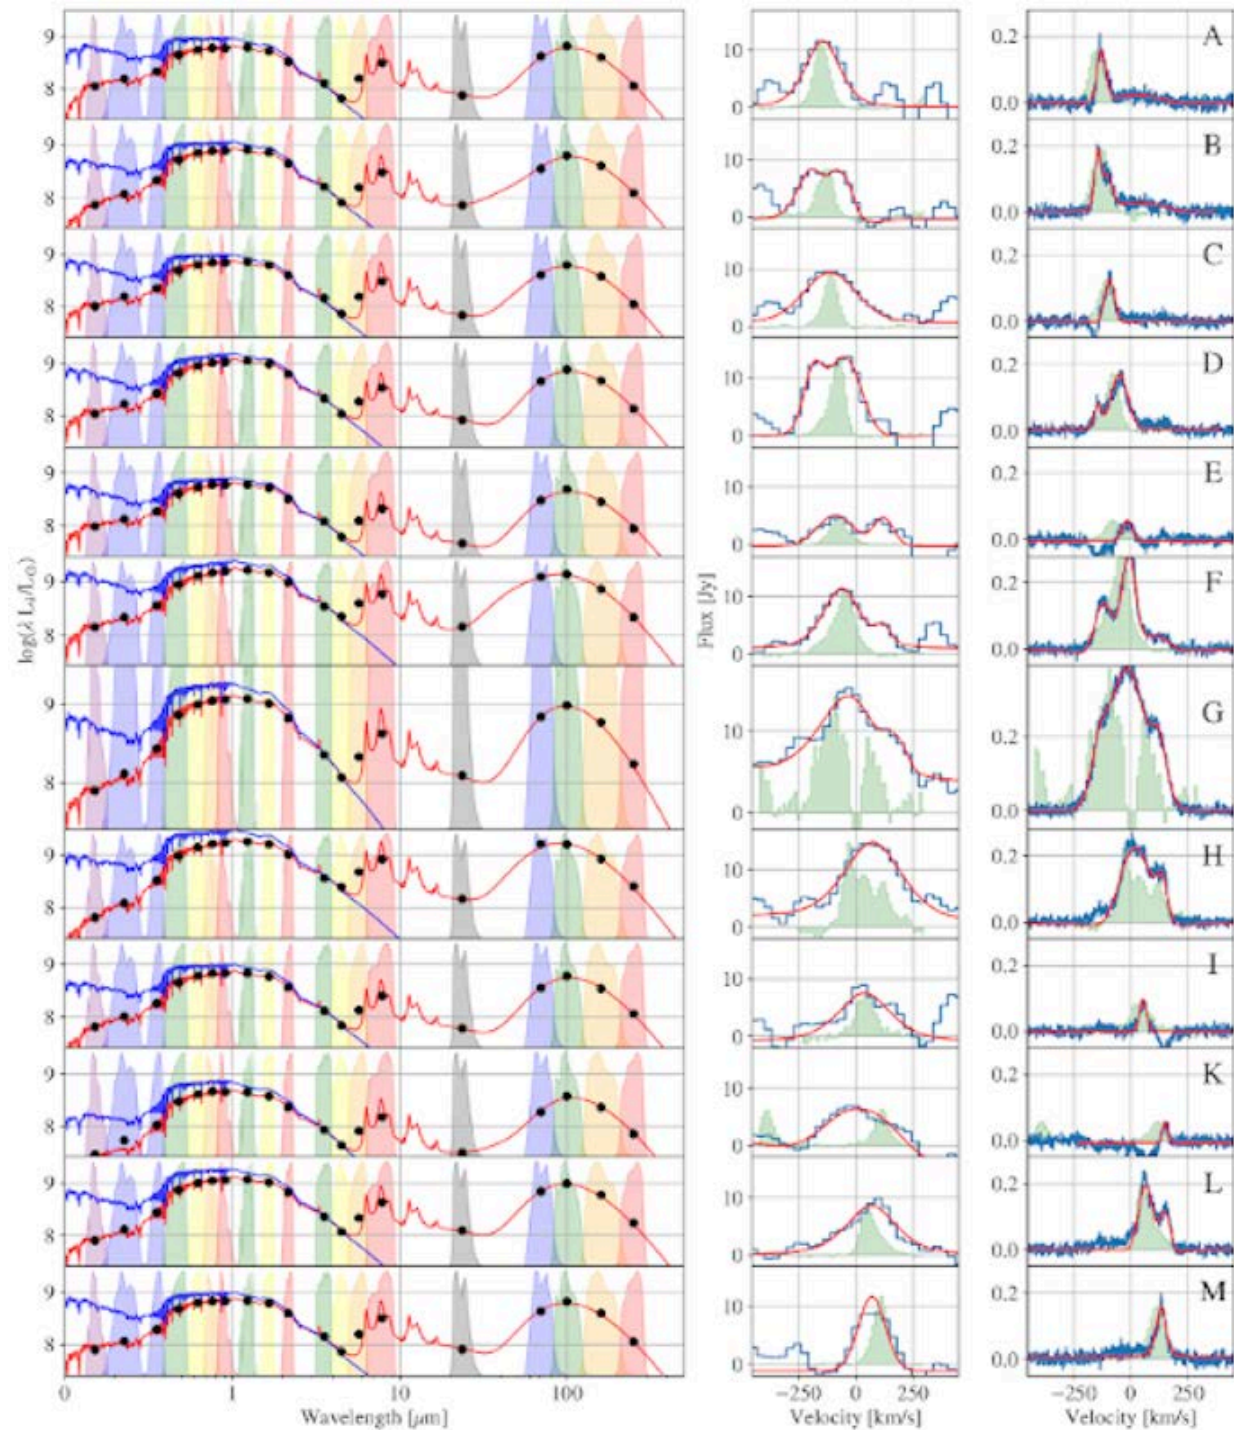 9 10 0.2 A
8 0 0.0
9 10 0.2 B
8 0 0.0
9 10 0.2 C
8 0 0.0
9 10 0.2 D
8 0 0.0
9 10 0.2 E
8 0 0.0
9 10 0.2 F
8 0 0.0
log(λ Lλ/L⊙)
Flux [Jy]
9 10 0.2 G
8 0 0.0
9 10 0.2 H
8 0 0.0
9 10 0.2 I
8 0 0.0
9 10 0.2 K
8 0 0.0
9 10 0.2 L
8 0 0.0
9 10 0.2 M
8 0 0.0
0 1 10 100 −250 0 250 −250 0 250
Wavelength [μm] Velocity [km/s] Velocity [km/s]